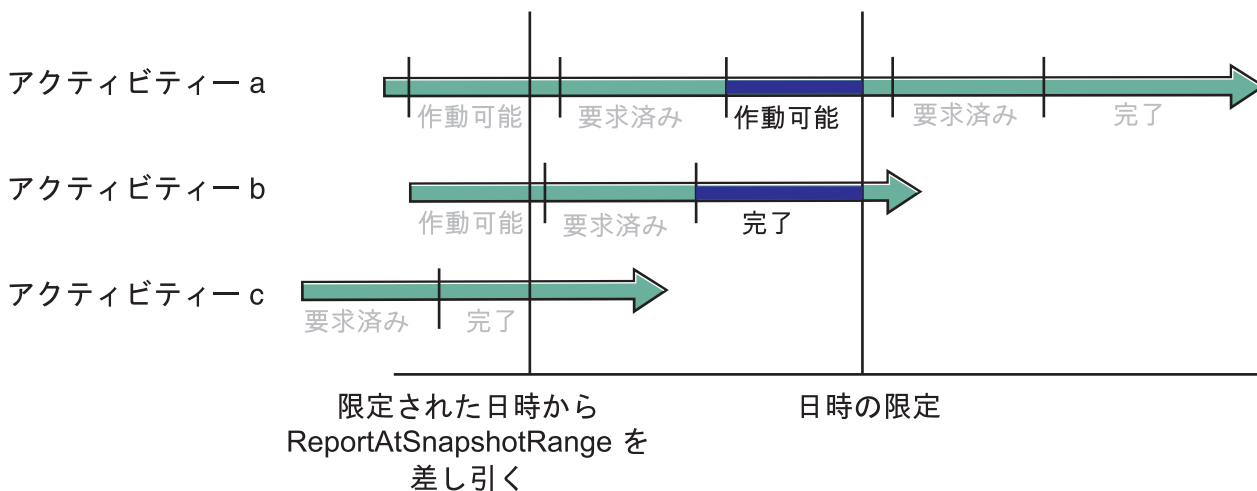 アクティビティー a
作動可能
要求済み
作動可能
要求済み
完了
アクティビティー b
作動可能
要求済み
完了
アクティビティー c
要求済み
完了
限定された日時から
ReportAtSnapshotRange を
差し引く
日時の限定